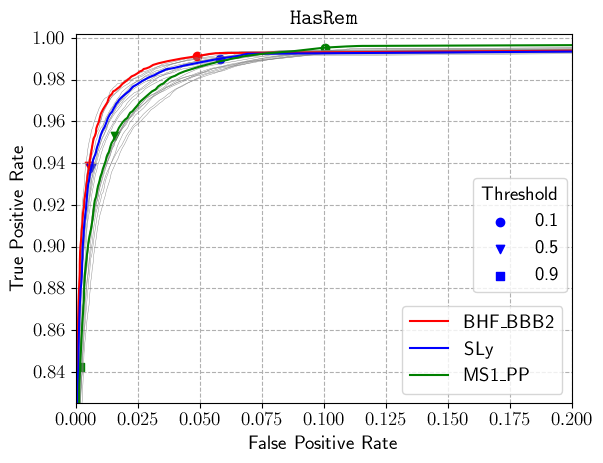 HasRem
True Positive Rate
1.00
0.98
0.96
0.94
0.92
0.90
0.88
0.86
0.84
Threshold
0.1
0.5
0.9
BHF_BBB2
SLy
MS1_PP
0.000 0.025 0.050 0.075 0.100 0.125 0.150 0.175 0.200
False Positive Rate